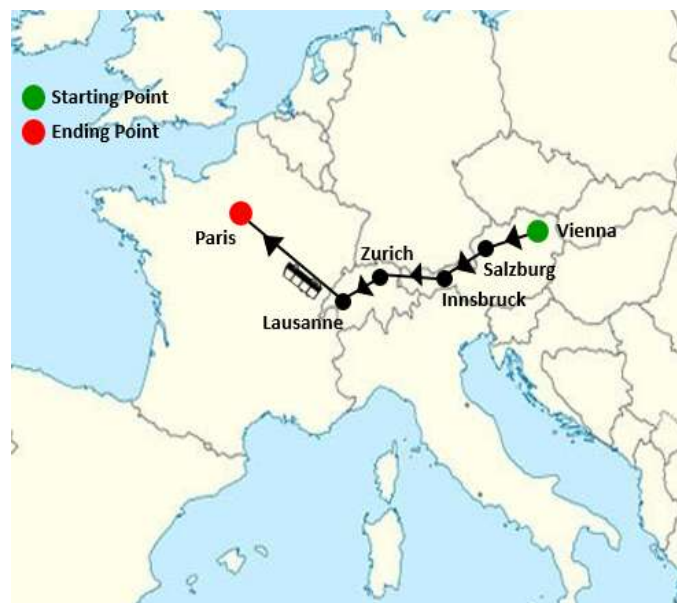 Starting Point
Ending Point
Paris
Vienna
Zurich
Salzburg
Innsbruck
Lausanne